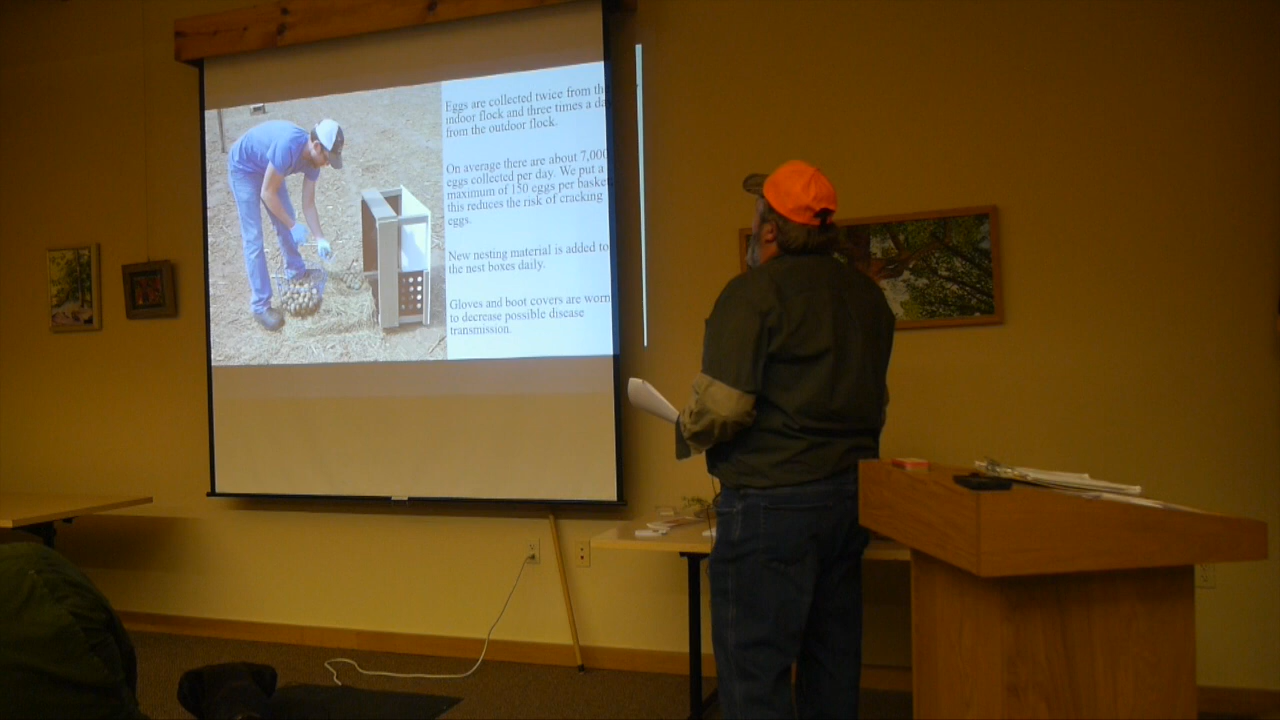 Eggs are collected twice from the
indoor flock and three times a da
from the outdoor flock.
On average there are about 7,000
eggs collected per day. We put a
maximum of 150 eggs per basket
this reduces the risk of cracking
eggs.
New nesting material is added to
the nest boxes daily.
Gloves and boot covers are worn
to decrease possible disease
transmission.